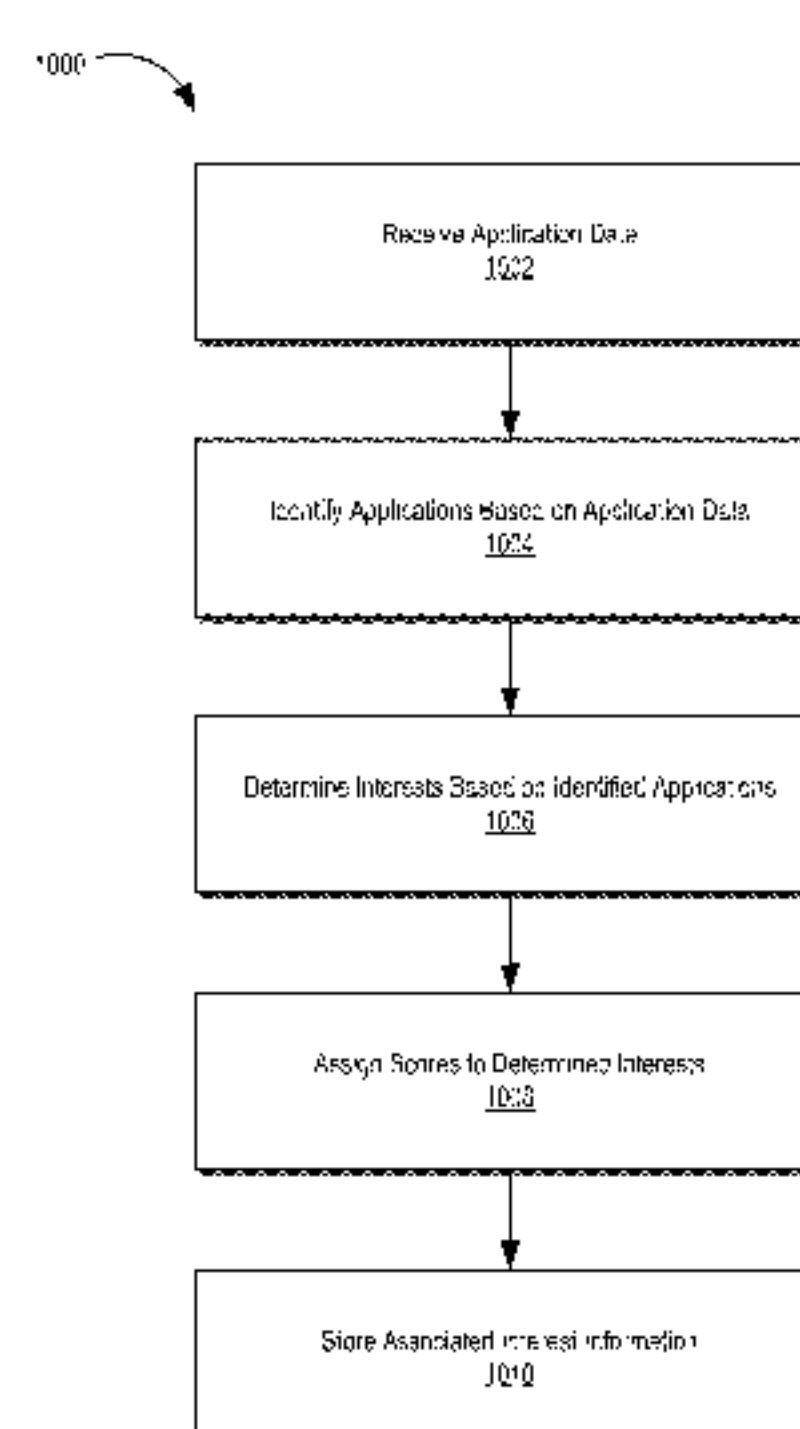 1000
Receive Application Data
1002
Identify Applications Based on Application Data
1004
Determine Interests Based on Identified Applications
1006
Assign Scores to Determined Interests
1008
Store Associated Interest Information
1010